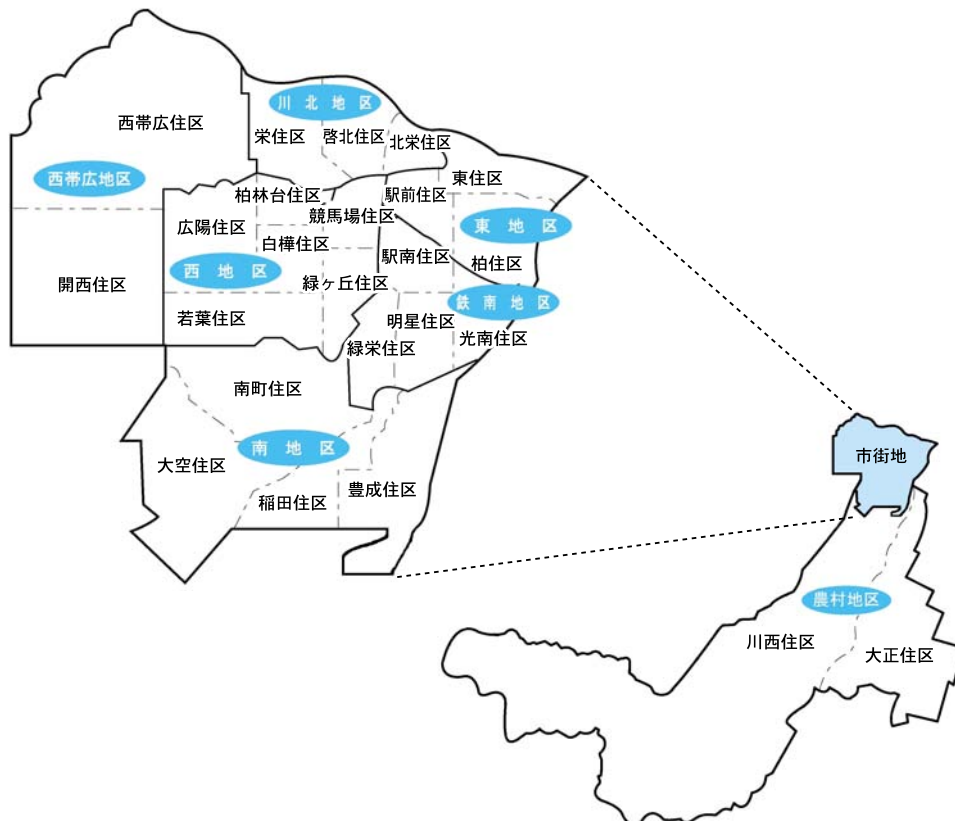 川北地区
西帯広住区
栄住区
啓北住区
北栄住区
西帯広地区
東住区
柏林台住区
駅前住区
競馬場住区
広陽住区
東地区
白樺住区
駅南住区
柏住区
西地区
開西住区
緑ヶ丘住区
鉄南地区
若葉住区
明星住区
光南住区
緑栄住区
南町住区
南地区
大空住区
豊成住区
稲田住区
市街地
農村地区
川西住区
大正住区